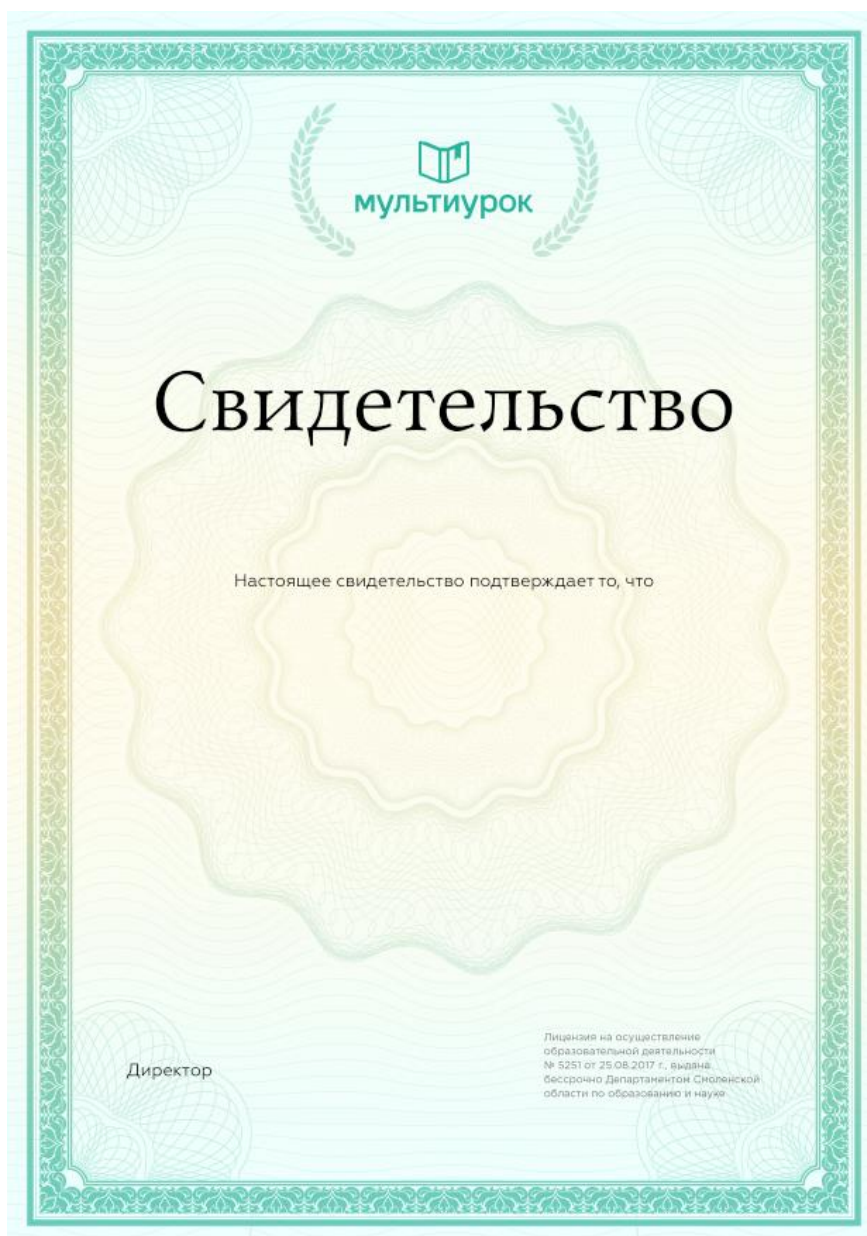 мультиурок
Свидетельство
Настоящее свидетельство подтверждает то, что
Директор
Лицензия на осуществление
образовательной деятельности
№ 5251 от 25.08.2017 г., выдана
бессрочно Департаментом Смоленской
области по образованию и науке